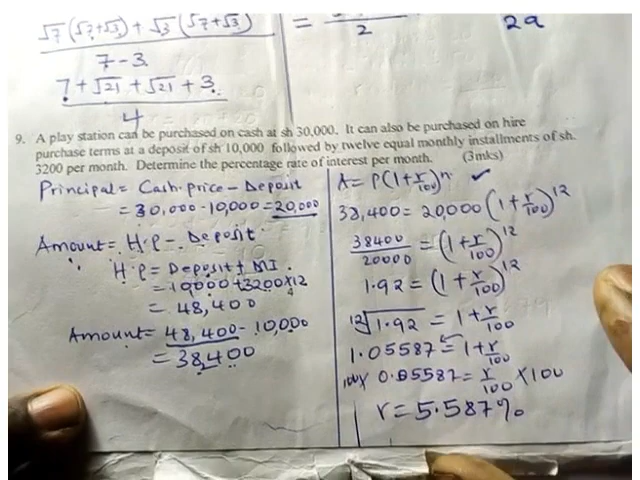 √7 (√7+√3) + √3 (√7+√3) =
7 - 3
2
2a
7 + √21 + √21 + 3
4
9. A play station can be purchased on cash at sh 30,000. It can also be purchased on hire
purchase terms at a deposit of sh 10,000 followed by twelve equal monthly installments of sh.
3200 per month. Determine the percentage rate of interest per month. (3mks)
Principal = Cash price - Deposit
= 30,000 - 10,000 = 20,000
Amount = H.P - Deposit
H.P = Deposit + MI.
= 10,000 + 3200 × 12
= 48,400
Amount = 48,400 - 10,000
= 38,400
A = P(1 + r/100)^n ✓
38,400 = 20,000 (1 + r/100)^12
38400/20000 = (1 + r/100)^12
1.92 = (1 + r/100)^12
12√1.92 = 1 + r/100
1.05587 = 1 + r/100
100 × 0.05587 = r/100 × 100
r = 5.587%